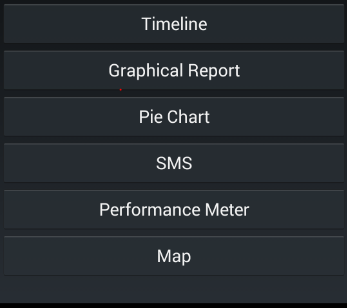 Timeline
Graphical Report
Pie Chart
SMS
Performance Meter
Map